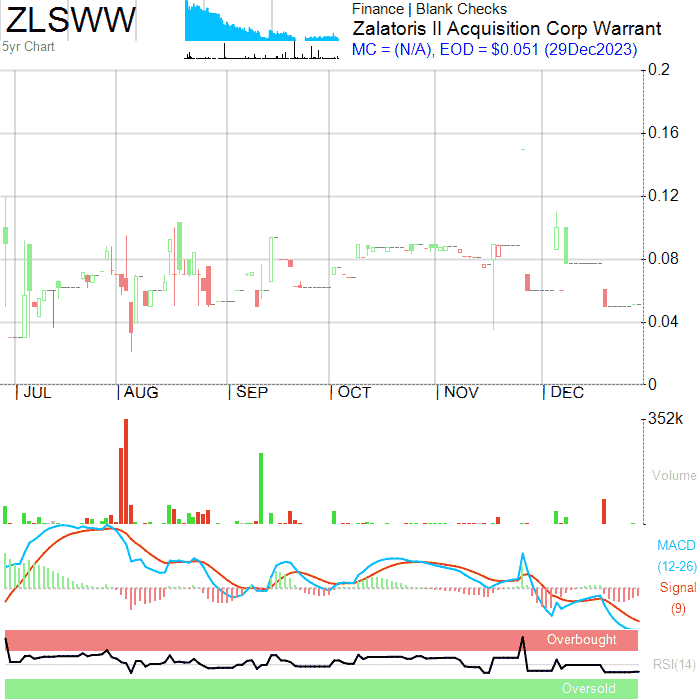 ZLSWW
5yr Chart
Finance | Blank Checks
Zalatoris II Acquisition Corp Warrant
MC = (N/A), EOD = $0.051 (29Dec2023)
0.2
0.16
0.12
0.08
0.04
0
JUL AUG SEP OCT NOV DEC
352k
Volume
MACD
(12-26)
Signal
(9)
Overbought
RSI(14)
Oversold